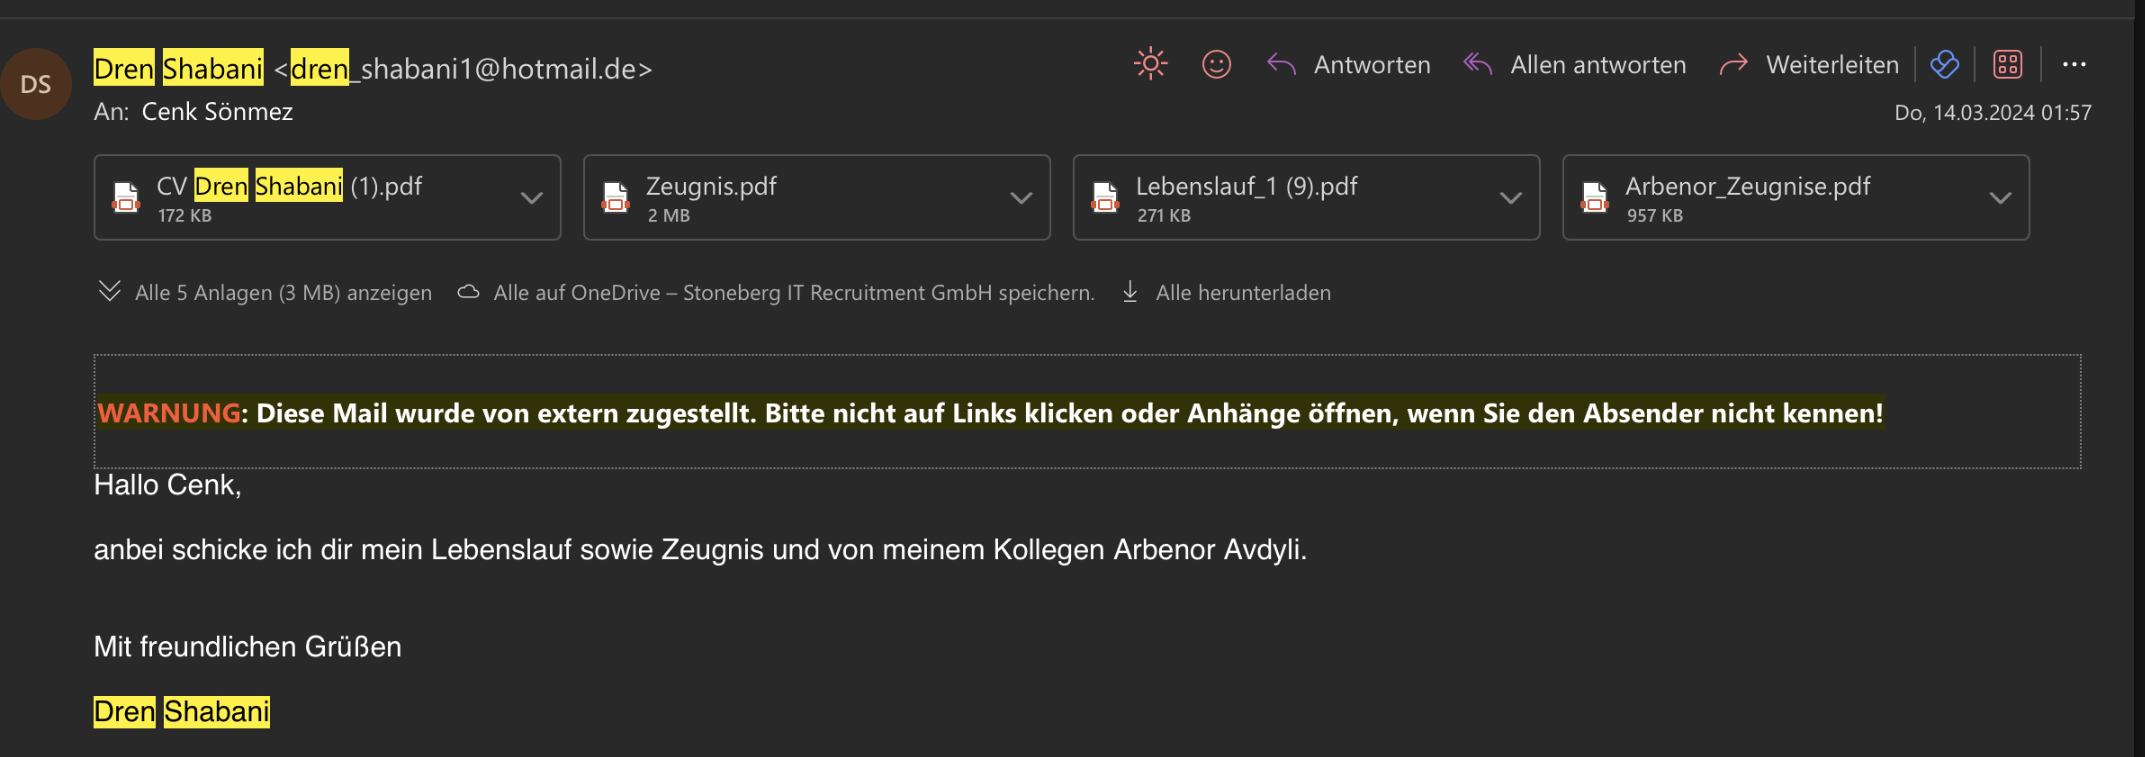 DS
Dren Shabani <dren_shabani1@hotmail.de>
Antworten
Allen antworten
Weiterleiten
An: Cenk Sönmez
Do, 14.03.2024 01:57
CV Dren Shabani (1).pdf
172 KB
Zeugnis.pdf
2 MB
Lebenslauf_1 (9).pdf
271 KB
Arbenor_Zeugnise.pdf
957 KB
Alle 5 Anlagen (3 MB) anzeigen
Alle auf OneDrive – Stoneberg IT Recruitment GmbH speichern.
Alle herunterladen
WARNUNG: Diese Mail wurde von extern zugestellt. Bitte nicht auf Links klicken oder Anhänge öffnen, wenn Sie den Absender nicht kennen!
Hallo Cenk,
anbei schicke ich dir mein Lebenslauf sowie Zeugnis und von meinem Kollegen Arbenor Avdyli.
Mit freundlichen Grüßen
Dren Shabani